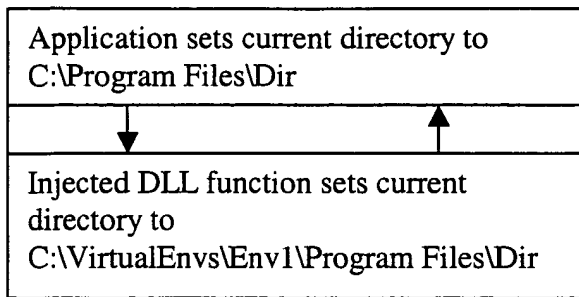 Application sets current directory to
C:\Program Files\Dir
Injected DLL function sets current
directory to
C:\VirtualEnvs\Env1\Program Files\Dir